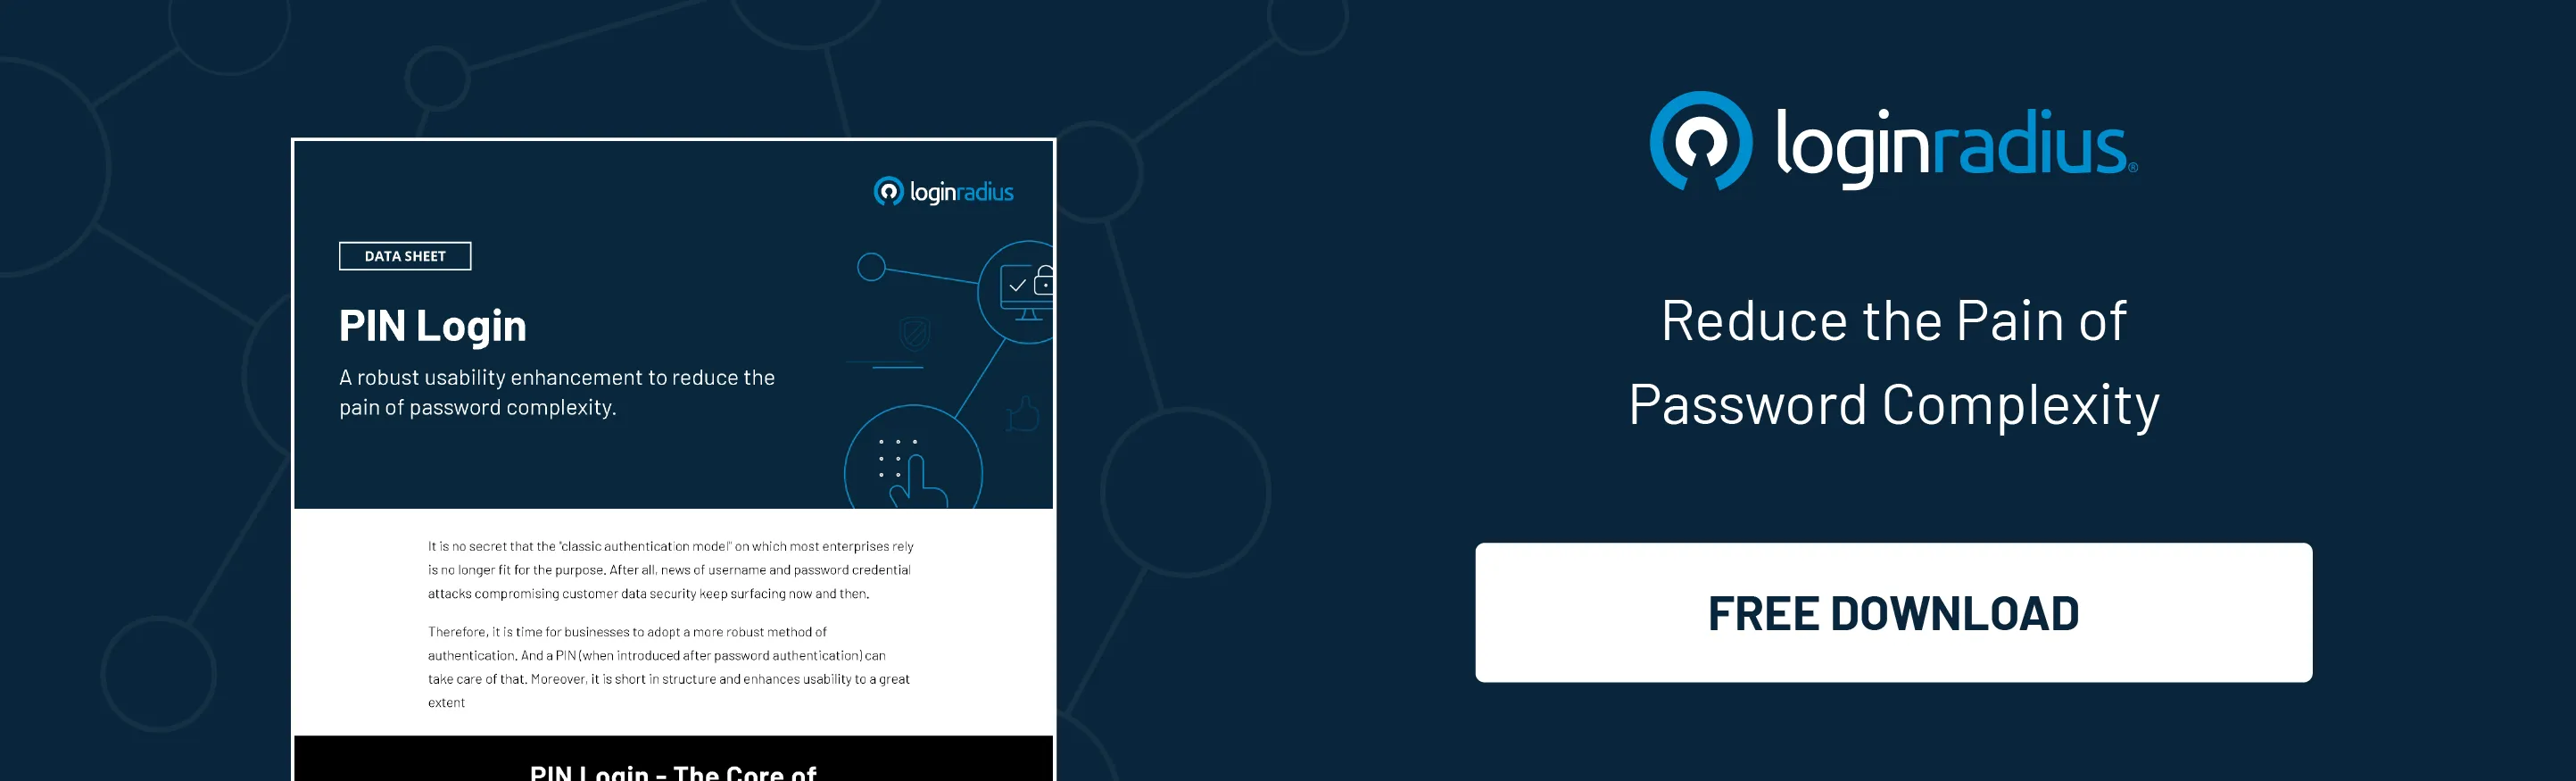 loginradius
DATA SHEET
PIN Login
A robust usability enhancement to reduce the
pain of password complexity.
It is no secret that the "classic authentication model" on which most enterprises rely
is no longer fit for the purpose. After all, news of username and password credential
attacks compromising customer data security keep surfacing now and then.
Therefore, it is time for businesses to adopt a more robust method of
authentication. And a PIN (when introduced after password authentication) can
take care of that. Moreover, it is short in structure and enhances usability to a great
extent
PIN Login - The Core of
loginradius®
Reduce the Pain of
Password Complexity
FREE DOWNLOAD